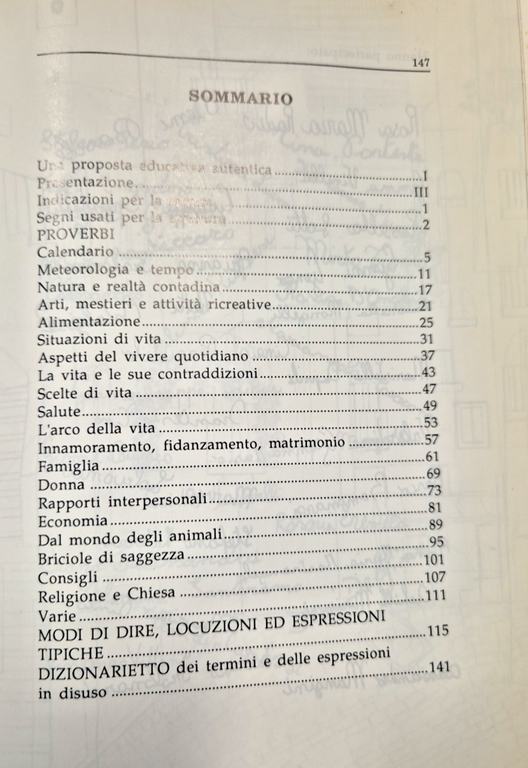 147
SOMMARIO
Una proposta educativa autentica I
Presentazione III
Indicazioni per la 1
Segni usati per la 2
PROVERBI
Calendario 5
Meteorologia e tempo 11
Natura e realtà contadina 17
Arti, mestieri e attività ricreative 21
Alimentazione 25
Situazioni di vita 31
Aspetti del vivere quotidiano 37
La vita e le sue contraddizioni 43
Scelte di vita 47
Salute 49
L'arco della vita 53
Innamoramento, fidanzamento, matrimonio 57
Famiglia 61
Donna 69
Rapporti interpersonali 73
Economia 81
Dal mondo degli animali 89
Briciole di saggezza 95
Consigli 101
Religione e Chiesa 107
Varie 111
MODI DI DIRE, LOCUZIONI ED ESPRESSIONI
TIPICHE 115
DIZIONARIETTO dei termini e delle espressioni
in disuso 141